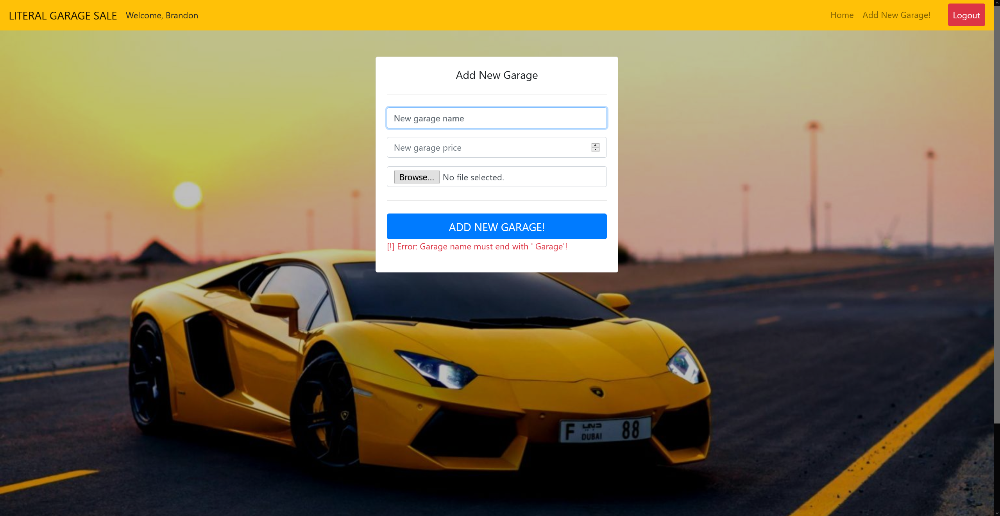 LITERAL GARAGE SALE Welcome, Brandon Home Add New Garage! Logout
Add New Garage
New garage name
New garage price
Browse... No file selected.
ADD NEW GARAGE!
[!] Error: Garage name must end with ' Garage'!
F دبي DUBAI 88